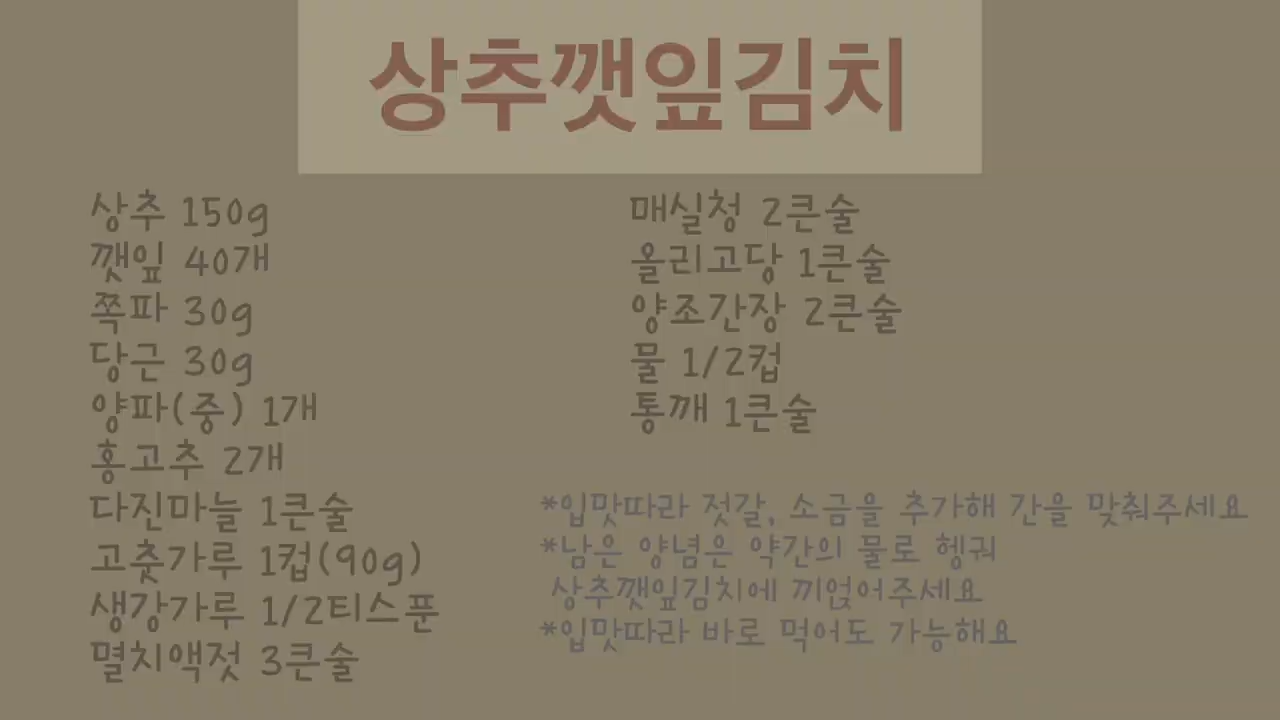 상추깻잎김치
상추 150g
깻잎 40개
쪽파 30g
당근 30g
양파(중) 1개
홍고추 2개
다진마늘 1큰술
고춧가루 1컵(90g)
생강가루 1/2티스푼
멸치액젓 3큰술
매실청 2큰술
올리고당 1큰술
양조간장 2큰술
물 1/2컵
통깨 1큰술
*입맛따라 젓갈, 소금을 추가해 간을 맞춰주세요
*남은 양념은 약간의 물로 헹궈
상추깻잎김치에 끼얹어주세요
*입맛따라 바로 먹어도 가능해요